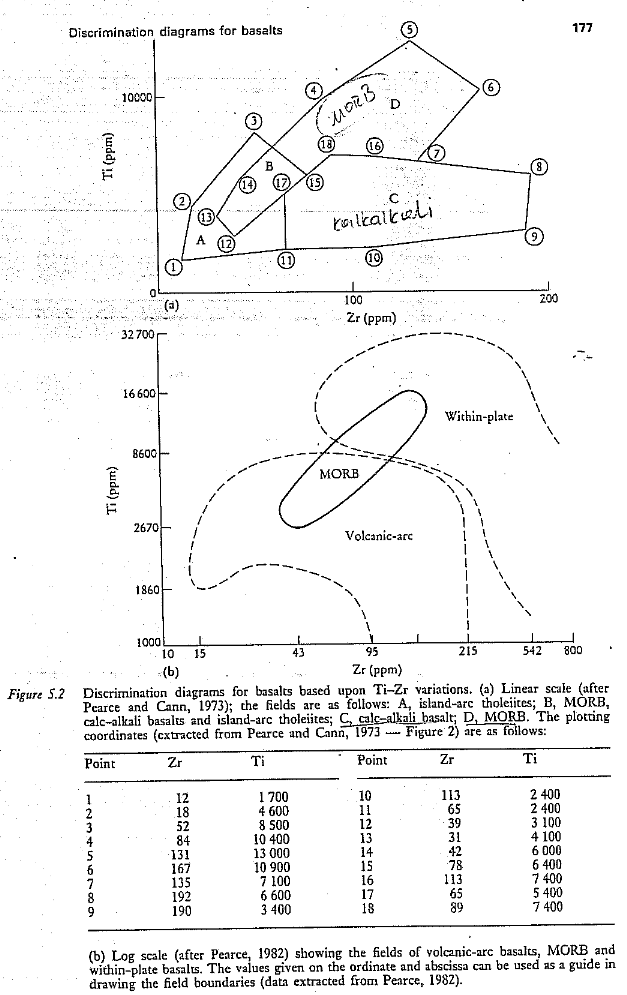 Discrimination diagrams for basalts 177
5
4
6
10000
MORB
D
3
Ti (ppm)
18
16
7
B
8
14
17
15
2
C
13
kalkalkali
A
12
9
1
11
10
0
(a)
100
200
Zr (ppm)
32 700
16 600
Within-plate
8600
Ti (ppm)
MORB
2670
Volcanic-arc
1860
1000
10 15 43 95 215 542 800
(b)
Zr (ppm)
Figure 5.2 Discrimination diagrams for basalts based upon Ti–Zr variations. (a) Linear scale (after
Pearce and Cann, 1973); the fields are as follows: A, island-arc tholeiites; B, MORB,
calc-alkali basalts and island-arc tholeiites; C, calc-alkali basalt; D, MORB. The plotting
coordinates (extracted from Pearce and Cann, 1973 — Figure 2) are as follows:
Point Zr Ti Point Zr Ti
1 12 1 700 10 113 2 400
2 18 4 600 11 65 2 400
3 52 8 500 12 39 3 100
4 84 10 400 13 31 4 100
5 131 13 000 14 42 6 000
6 167 10 900 15 78 6 400
7 135 7 100 16 113 7 400
8 192 6 600 17 65 5 400
9 190 3 400 18 89 7 400
(b) Log scale (after Pearce, 1982) showing the fields of volcanic-arc basalts, MORB and
within-plate basalts. The values given on the ordinate and abscissa can be used as a guide in
drawing the field boundaries (data extracted from Pearce, 1982).